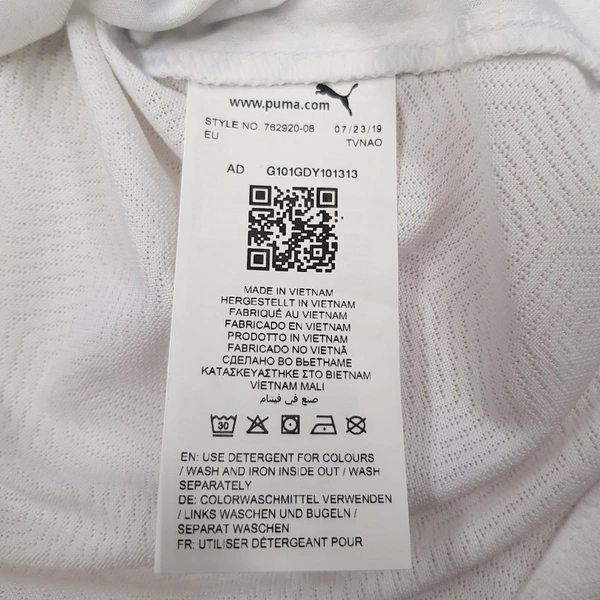 www.puma.com
STYLE NO. 762920-08 07/23/19
EU TVNAO
AD G101GDY101313
MADE IN VIETNAM
HERGESTELLT IN VIETNAM
FABRIQUÉ AU VIETNAM
FABRICADO EN VIETNAM
PRODOTTO IN VIETNAM
FABRICADO NO VIETNÃ
СДЕЛАНО ВО ВЬЕТНАМЕ
ΚΑΤΑΣΚΕΥΑΣΤΗΚΕ ΣΤΟ ΒΙΕΤΝΑΜ
VİETNAM MALI
صنع في فيتنام
30
EN: USE DETERGENT FOR COLOURS
/ WASH AND IRON INSIDE OUT / WASH
SEPARATELY
DE: COLORWASCHMITTEL VERWENDEN
/ LINKS WASCHEN UND BUGELN /
SEPARAT WASCHEN
FR: UTILISER DÉTERGEANT POUR